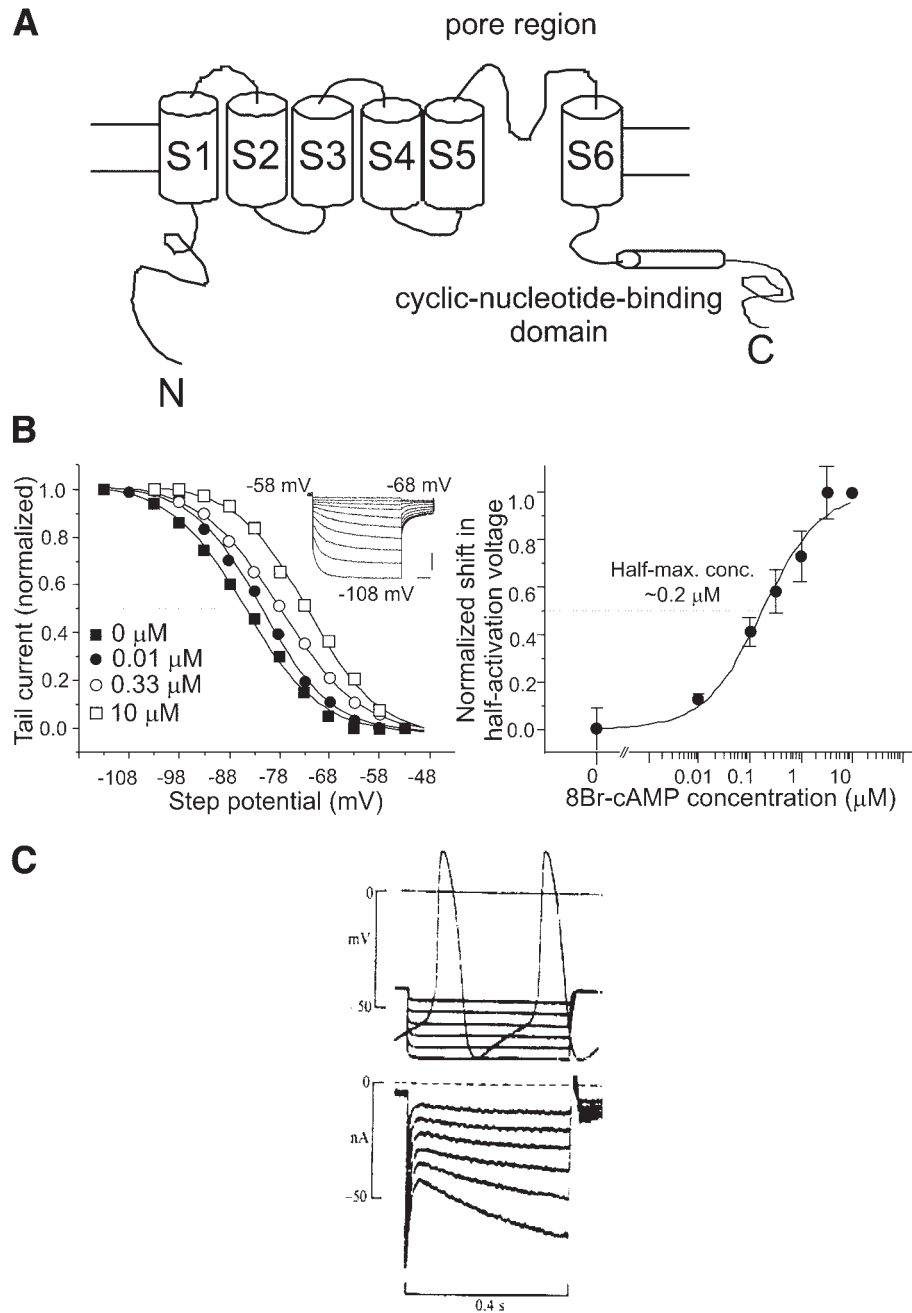 A
pore region
S1 S2 S3 S4 S5 S6
cyclic-nucleotide-binding
domain
N
C
B
Tail current (normalized)
1.0
0.8
0.6
0.4
0.2
0.0
-58 mV
-68 mV
-108 mV
0 μM
0.01 μM
0.33 μM
10 μM
-108 -98 -88 -78 -68 -58 -48
Step potential (mV)
Normalized shift in
half-activation voltage
1.0
0.8
0.6
0.4
0.2
0.0
Half-max. conc.
~0.2 μM
0 0.01 0.1 1 10
8Br-cAMP concentration (μM)
C
0
mV
-50
0
nA
-50
0.4 s